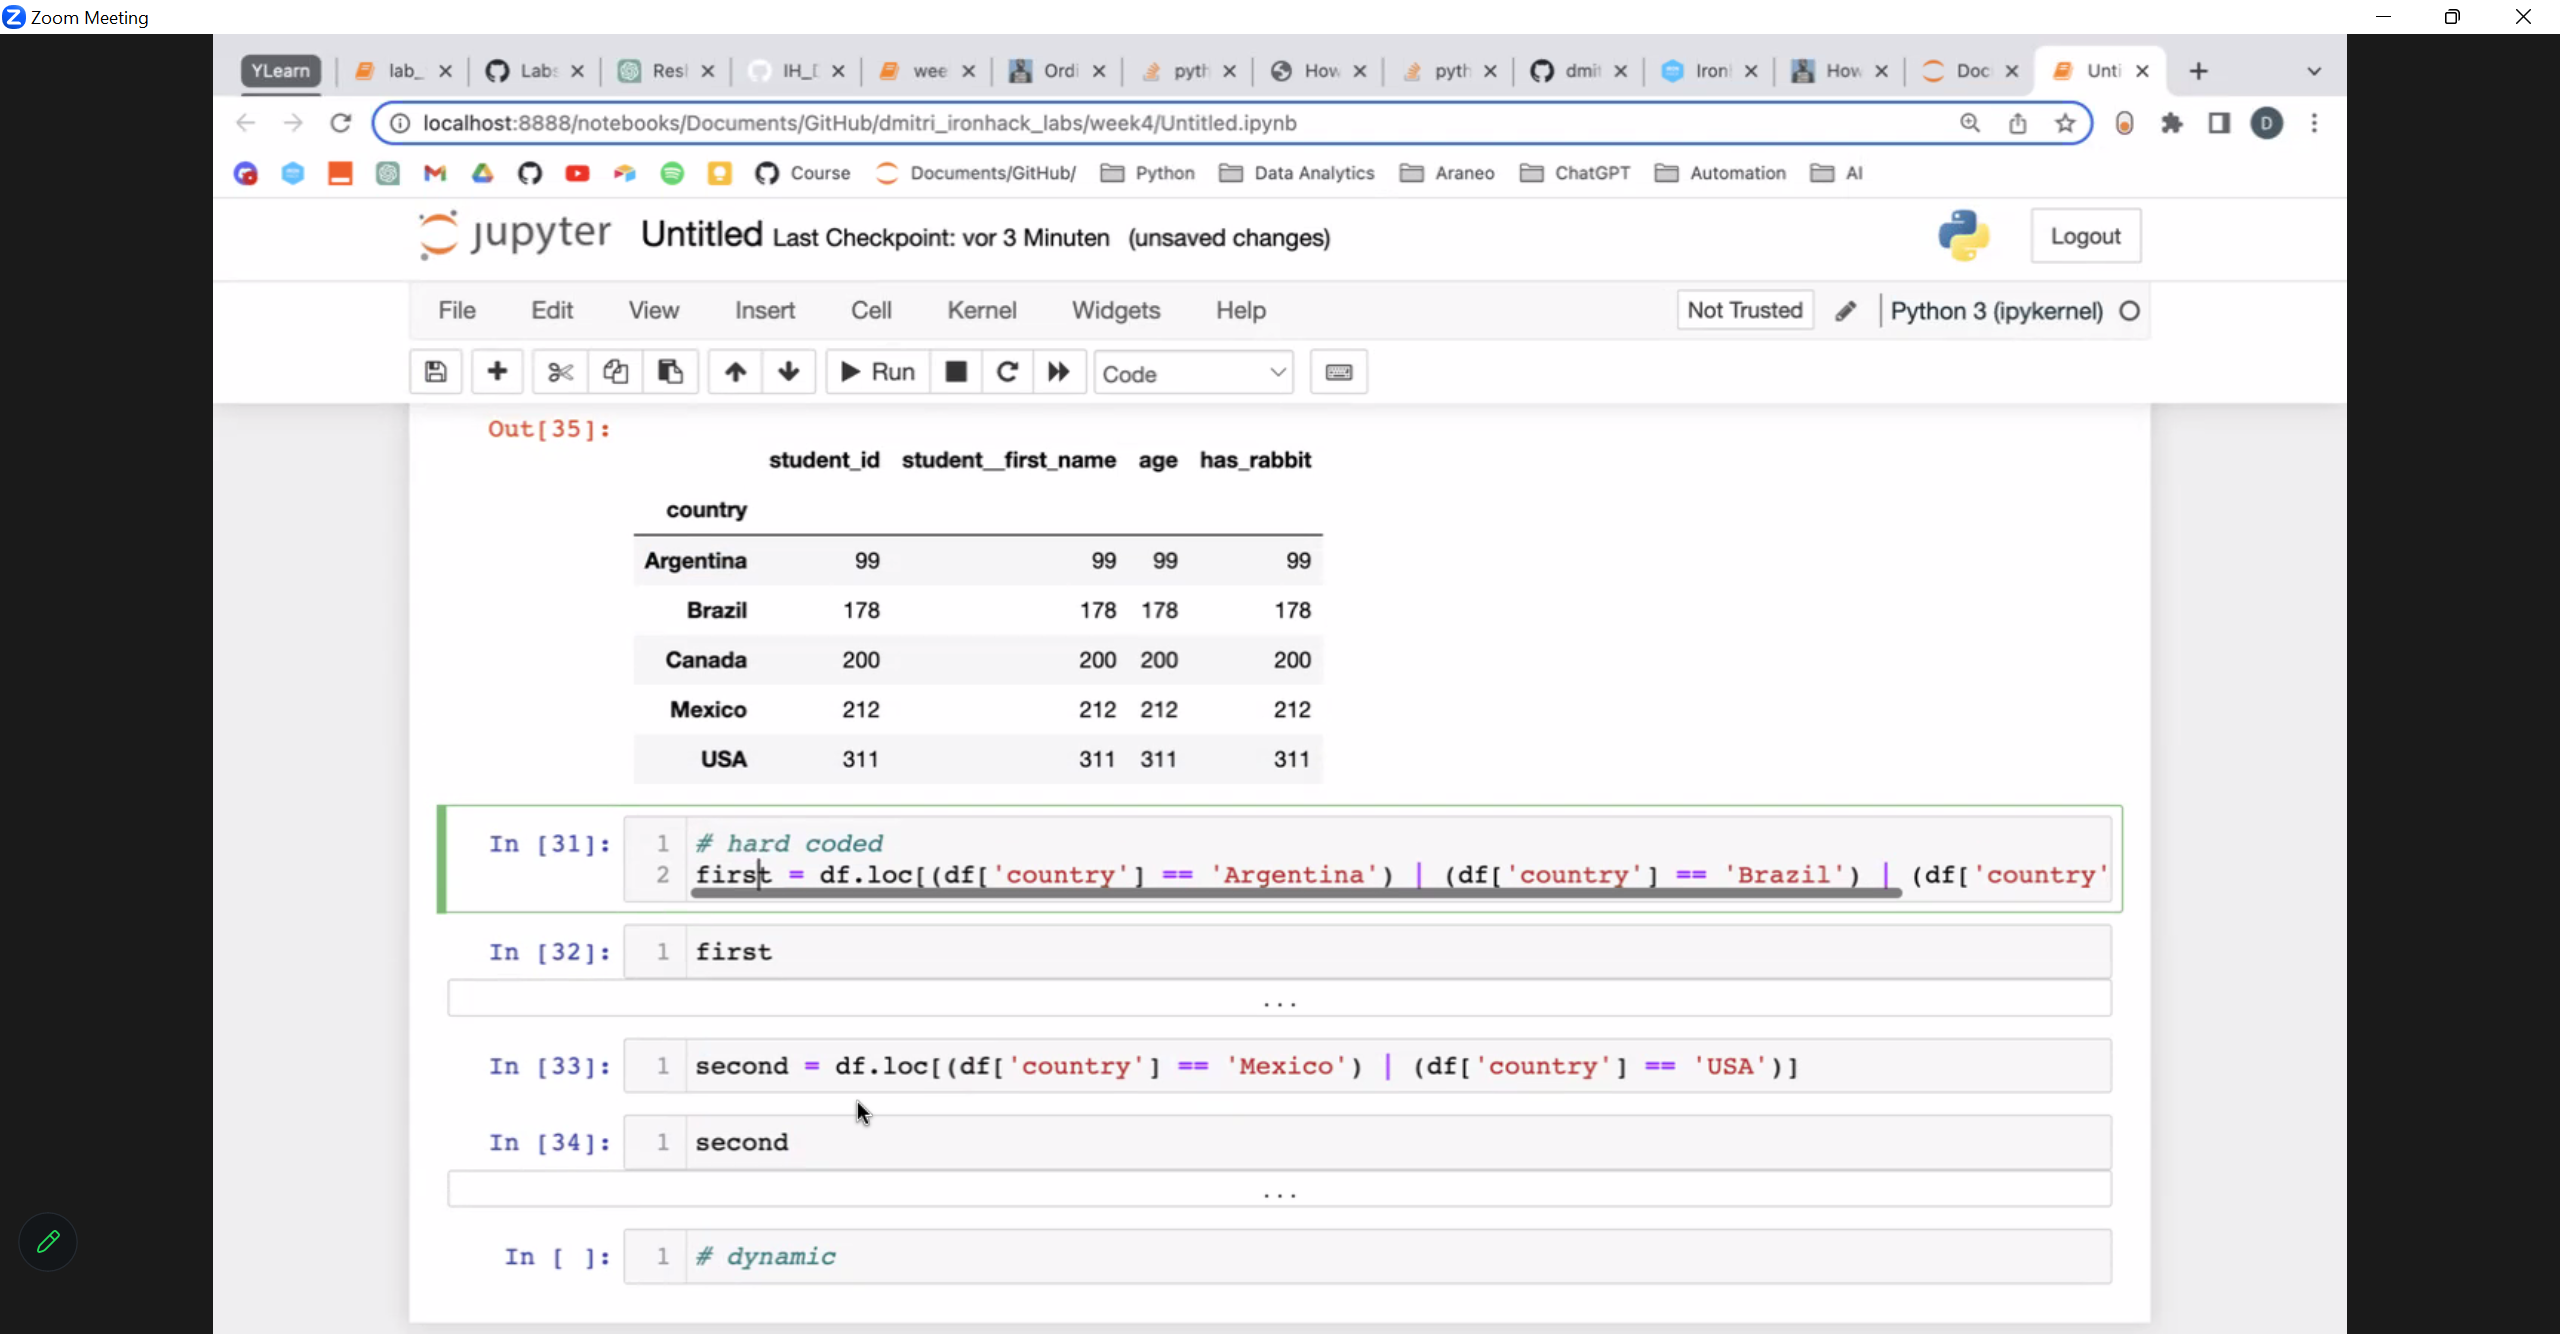 Zoom Meeting
YLearn lab_ Labs Resl IH_D wee Ordi pyth How pyth dmit Iron How Doc Unti
localhost:8888/notebooks/Documents/GitHub/dmitri_ironhack_labs/week4/Untitled.ipynb
D
Course Documents/GitHub/ Python Data Analytics Araneo ChatGPT Automation AI
jupyter Untitled Last Checkpoint: vor 3 Minuten (unsaved changes)
Logout
File Edit View Insert Cell Kernel Widgets Help
Not Trusted Python 3 (ipykernel)
Run Code
Out[35]:
student_id student__first_name age has_rabbit
country
Argentina 99 99 99 99
Brazil 178 178 178 178
Canada 200 200 200 200
Mexico 212 212 212 212
USA 311 311 311 311
In [31]: 1 # hard coded
2 first = df.loc[(df['country'] == 'Argentina') | (df['country'] == 'Brazil') | (df['country'
In [32]: 1 first
...
In [33]: 1 second = df.loc[(df['country'] == 'Mexico') | (df['country'] == 'USA')]
In [34]: 1 second
...
In [ ]: 1 # dynamic